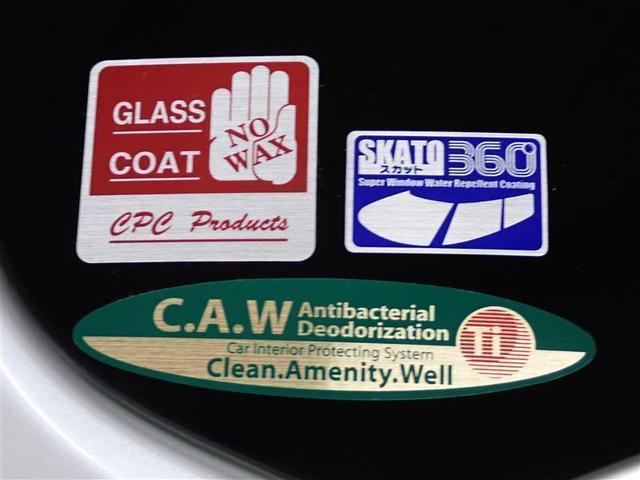 GLASS
COAT
NO
WAX
CPC Products
SKATO 360°
スカット
Super Window Water Repellent Coating
C.A.W Antibacterial
Deodorization
Ti
Car Interior Protecting System
Clean.Amenity.Well